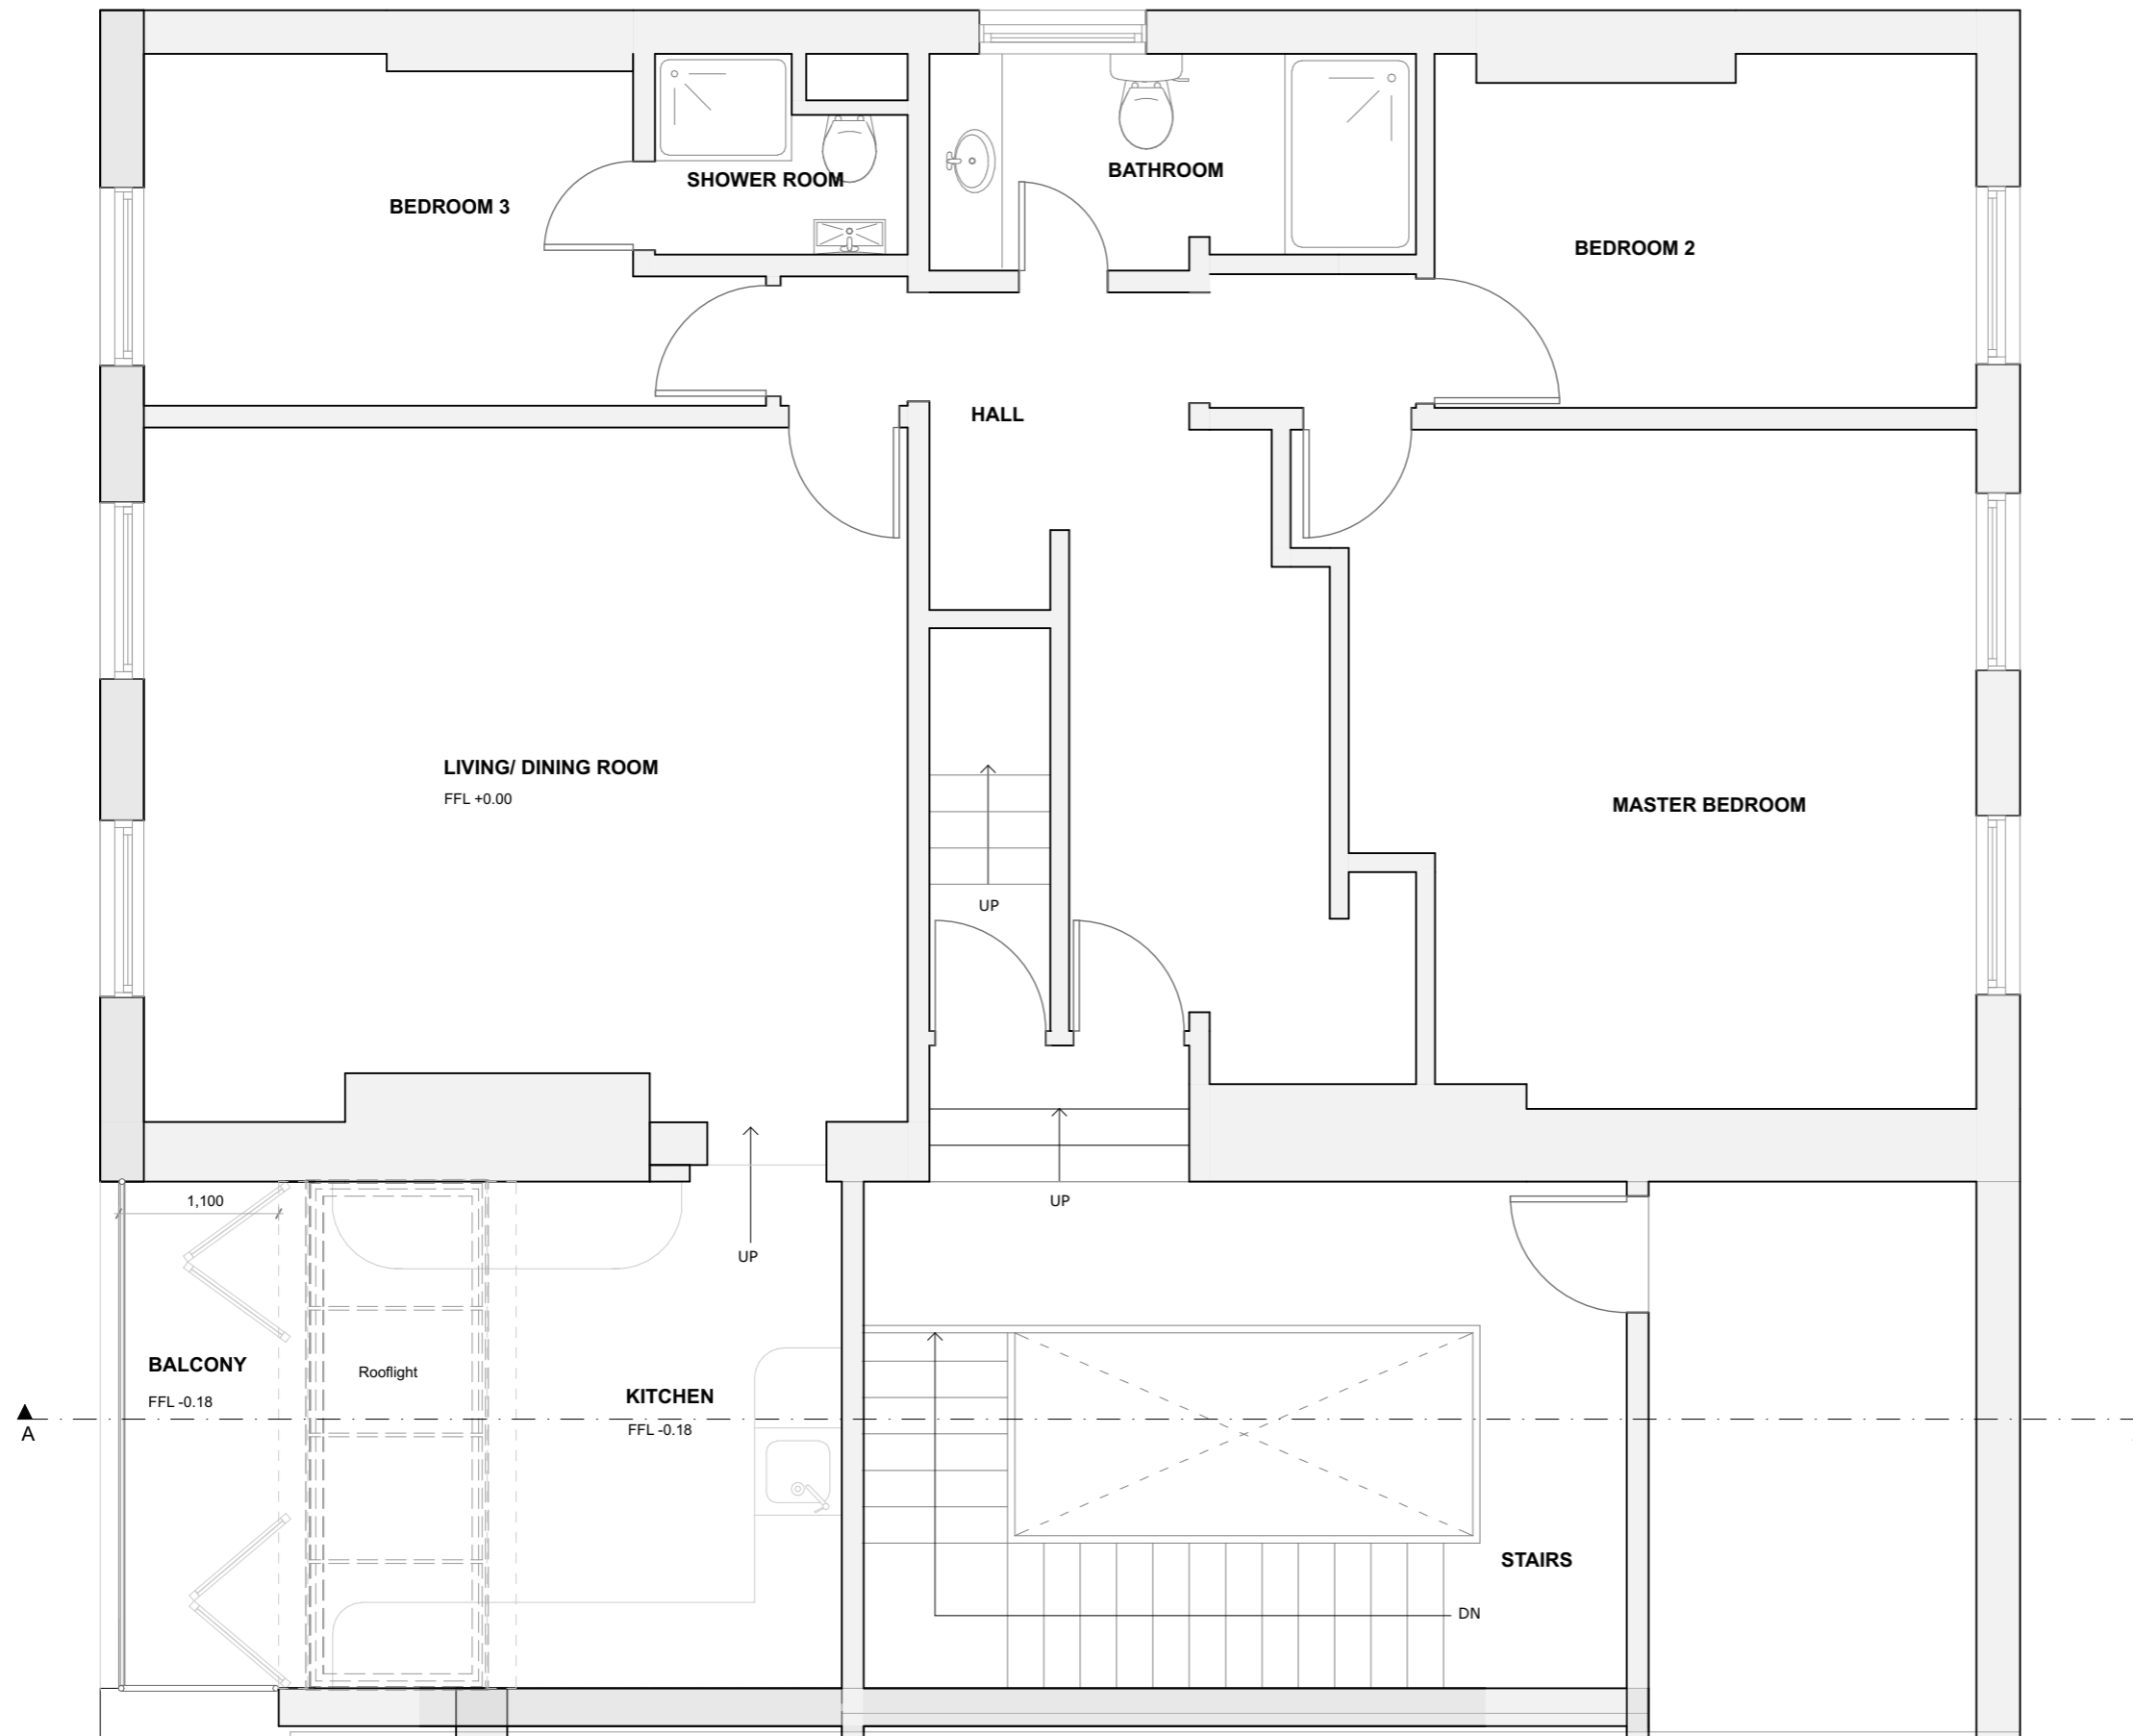 SHOWER ROOM
BATHROOM
BEDROOM 3
BEDROOM 2
HALL
LIVING/ DINING ROOM
FFL +0.00
MASTER BEDROOM
UP
1,100
UP
UP
BALCONY
FFL -0.18
Rooflight
KITCHEN
FFL -0.18
A
STAIRS
DN